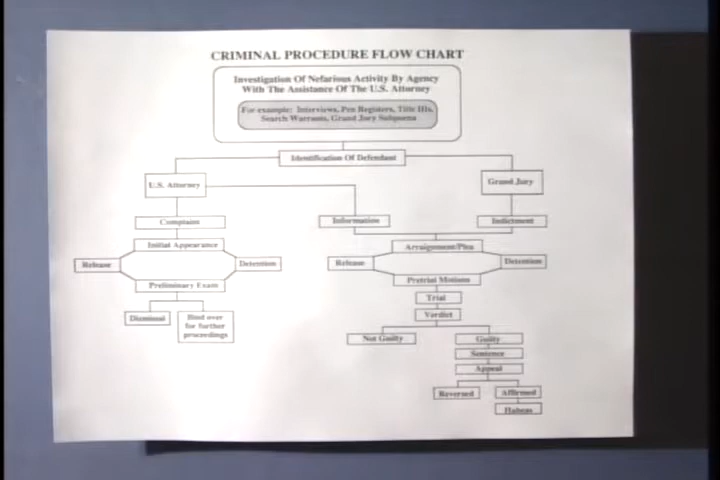 CRIMINAL PROCEDURE FLOW CHART
Investigation Of Nefarious Activity By Agency
With The Assistance Of The U.S. Attorney
For example: Interviews, Pen Registers, Title IIIs,
Search Warrants, Grand Jury Subpoena
Identification Of Defendant
U.S. Attorney
Grand Jury
Complaint
Information
Indictment
Initial Appearance
Arraignment/Plea
Release
Detention
Release
Detention
Preliminary Exam
Pretrial Motions
Trial
Dismissal
Bind over
for further
proceedings
Verdict
Not Guilty
Guilty
Sentence
Appeal
Reversed
Affirmed
Habeas